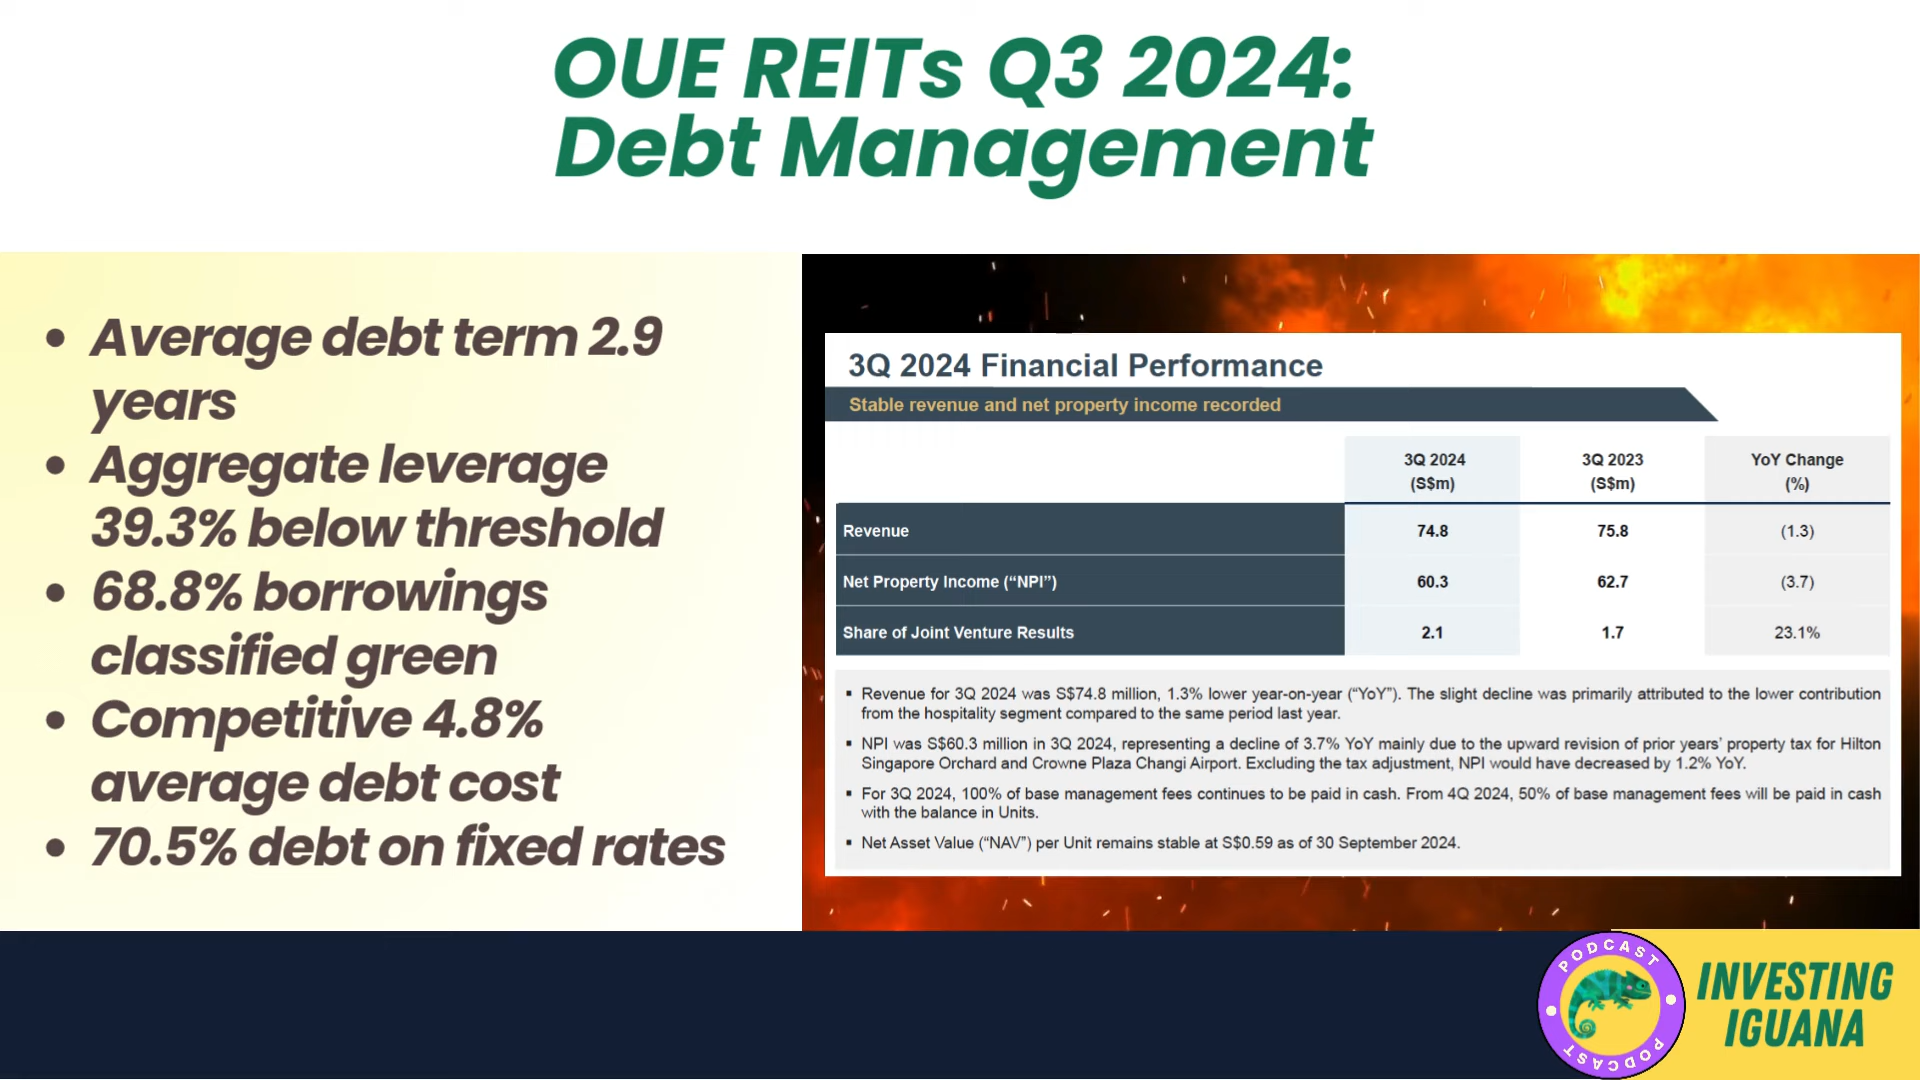 OUE REITs Q3 2024:
Debt Management
• Average debt term 2.9
years
• Aggregate leverage
39.3% below threshold
• 68.8% borrowings
classified green
• Competitive 4.8%
average debt cost
• 70.5% debt on fixed rates
3Q 2024 Financial Performance
Stable revenue and net property income recorded
3Q 2024 (S$m) 3Q 2023 (S$m) YoY Change (%)
Revenue 74.8 75.8 (1.3)
Net Property Income (“NPI”) 60.3 62.7 (3.7)
Share of Joint Venture Results 2.1 1.7 23.1%
▪ Revenue for 3Q 2024 was S$74.8 million, 1.3% lower year-on-year (“YoY”). The slight decline was primarily attributed to the lower contribution
from the hospitality segment compared to the same period last year.
▪ NPI was S$60.3 million in 3Q 2024, representing a decline of 3.7% YoY mainly due to the upward revision of prior years’ property tax for Hilton
Singapore Orchard and Crowne Plaza Changi Airport. Excluding the tax adjustment, NPI would have decreased by 1.2% YoY.
▪ For 3Q 2024, 100% of base management fees continues to be paid in cash. From 4Q 2024, 50% of base management fees will be paid in cash
with the balance in Units.
▪ Net Asset Value (“NAV”) per Unit remains stable at S$0.59 as of 30 September 2024.
PODCAST
PODCAST
INVESTING
IGUANA